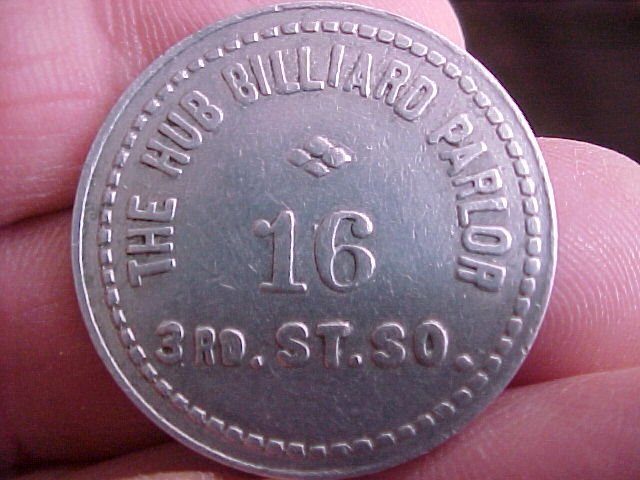 THE HUB BILLIARD PARLOR
16
3RD. ST. SO.